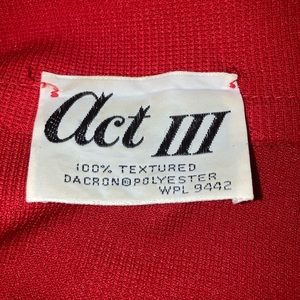 act III
100% TEXTURED
DACRON®POLYESTER
WPL 9442